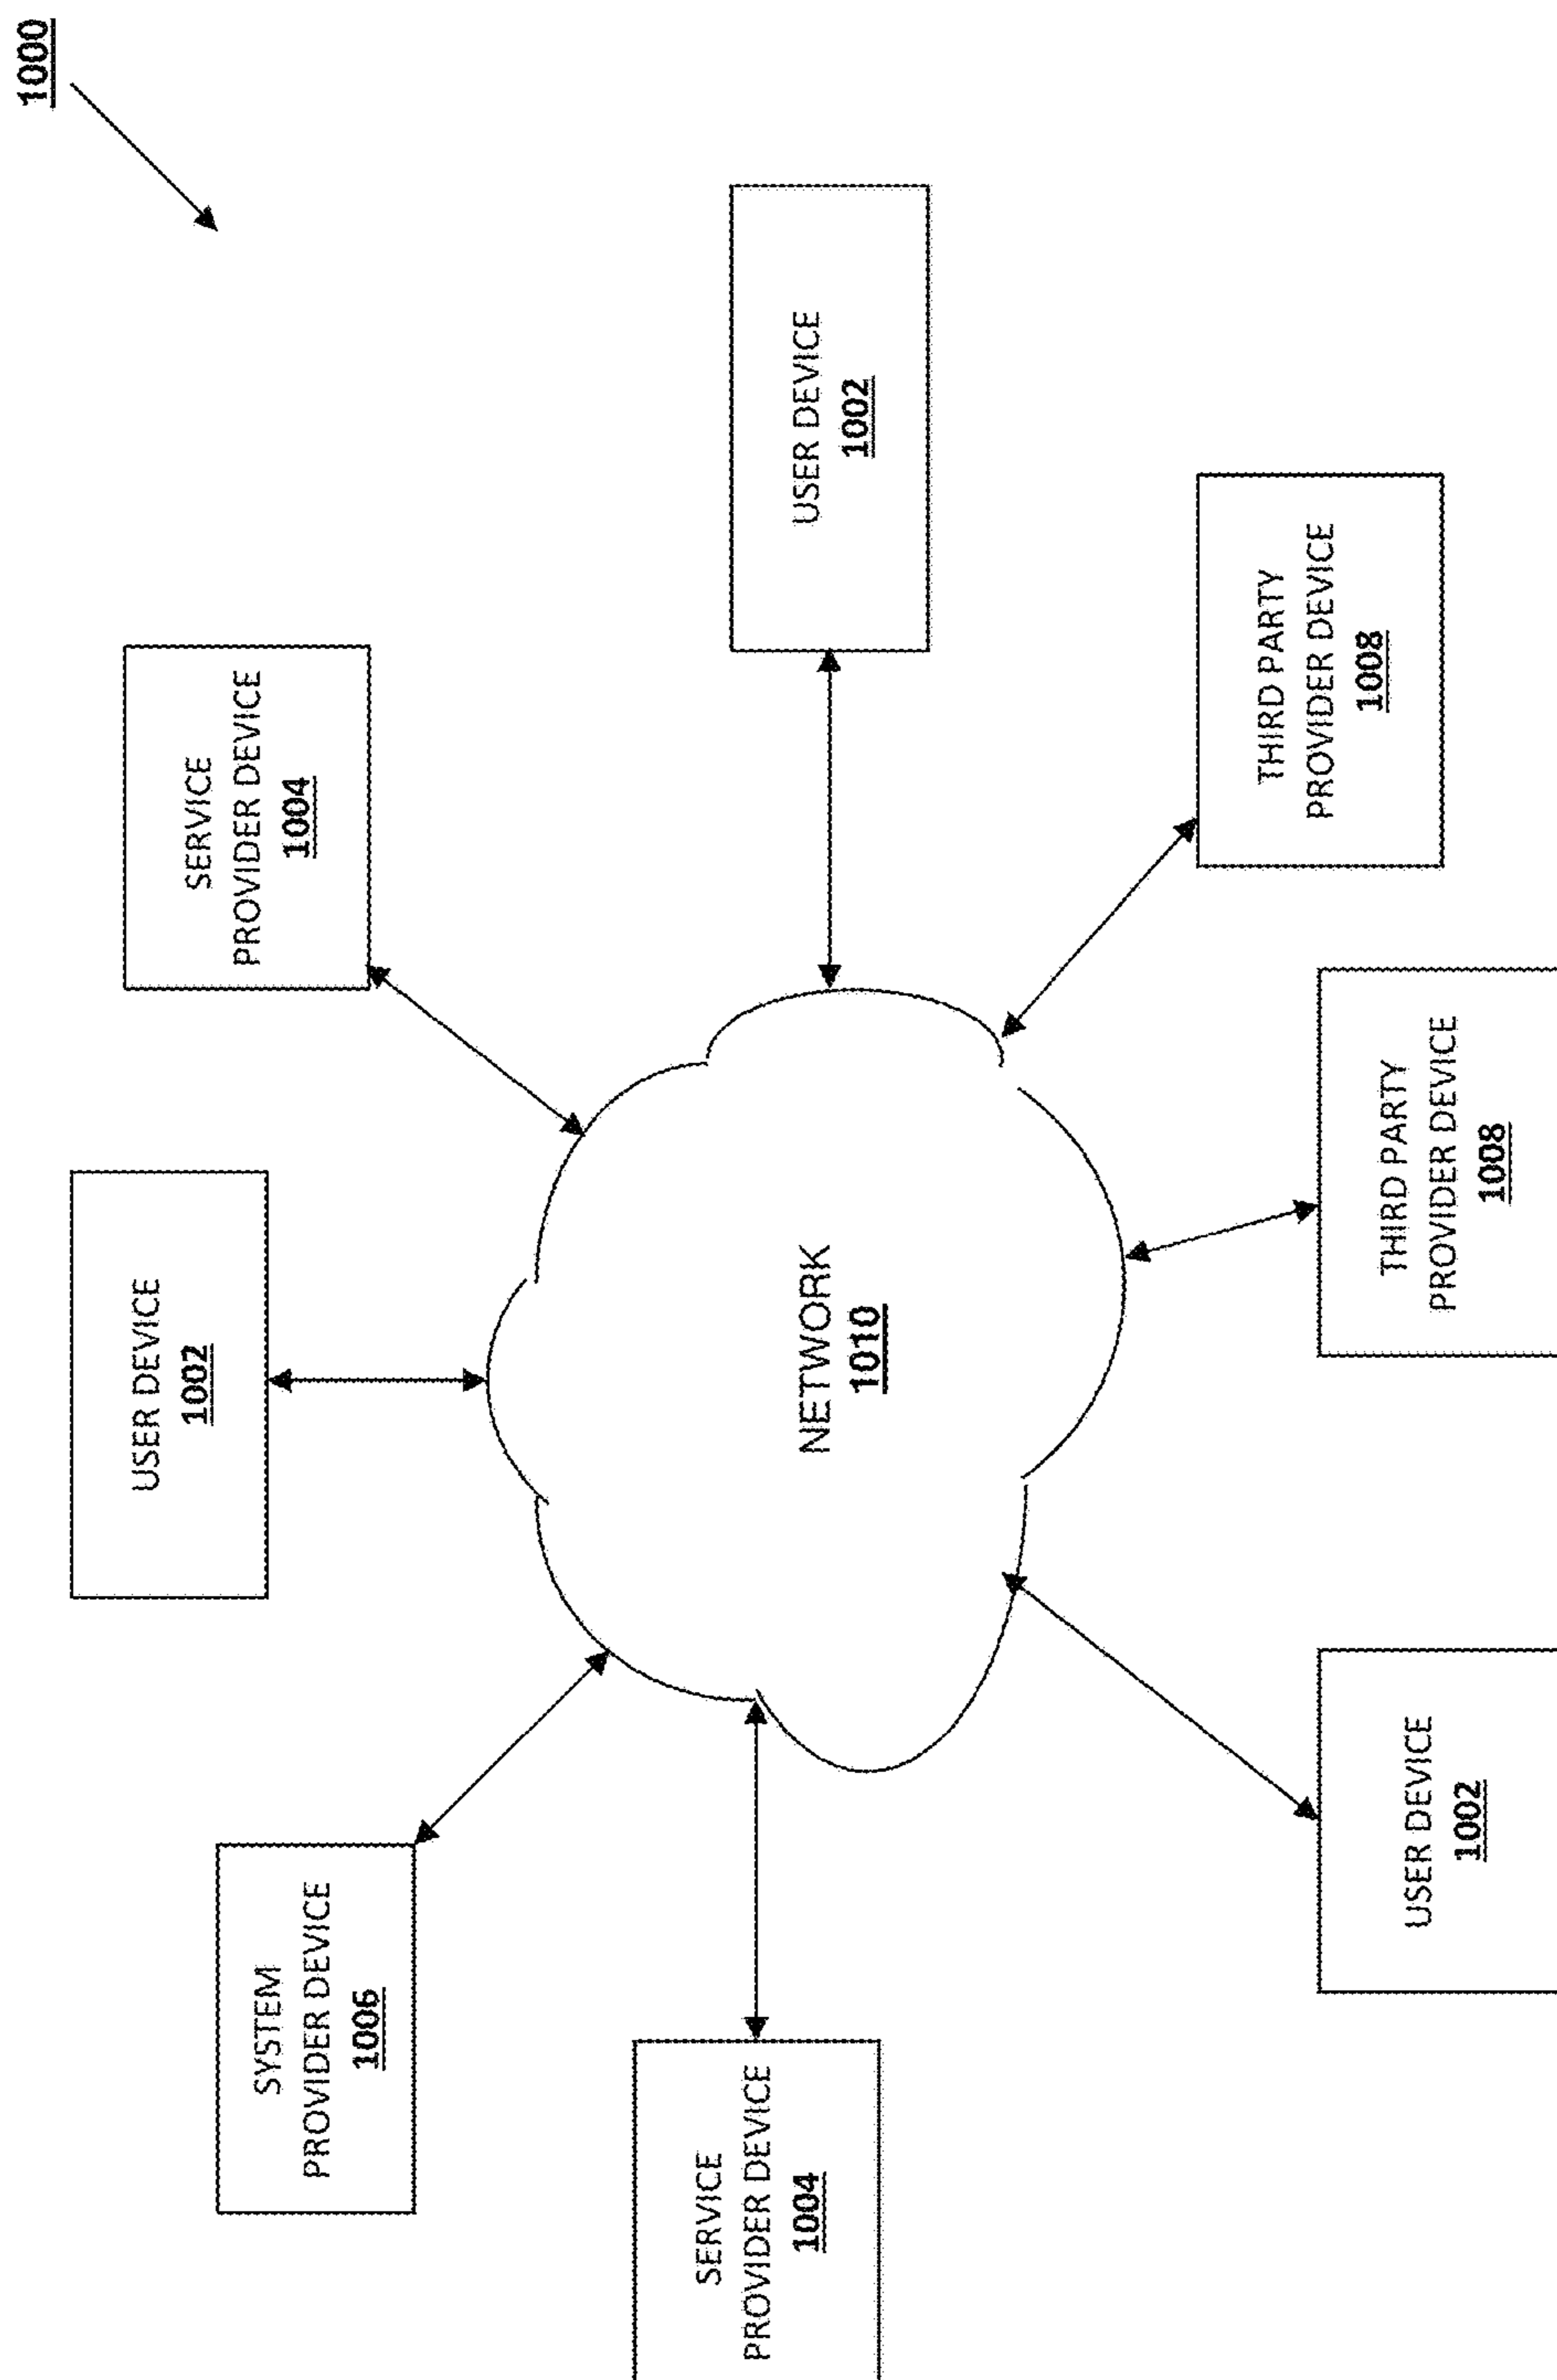 1000
SYSTEM
PROVIDER DEVICE
1006
USER DEVICE
1002
SERVICE
PROVIDER DEVICE
1004
SERVICE
PROVIDER DEVICE
1004
NETWORK
1010
USER DEVICE
1002
USER DEVICE
1002
THIRD PARTY
PROVIDER DEVICE
1008
THIRD PARTY
PROVIDER DEVICE
1008